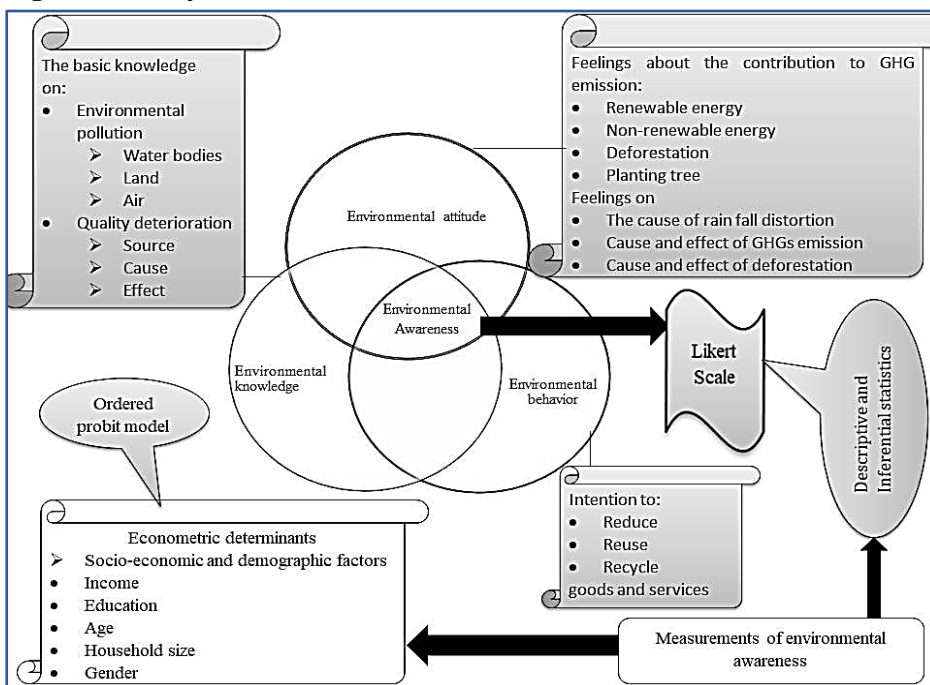 The basic knowledge
on:
• Environmental
pollution
➢ Water bodies
➢ Land
➢ Air
• Quality deterioration
➢ Source
➢ Cause
➢ Effect
Feelings about the contribution to GHG
emission:
• Renewable energy
• Non-renewable energy
• Deforestation
• Planting tree
Feelings on
• The cause of rain fall distortion
• Cause and effect of GHGs emission
• Cause and effect of deforestation
Environmental attitude
Environmental
Awareness
Environmental
knowledge
Environmental
behavior
Likert
Scale
Descriptive and
Inferential statistics
Ordered
probit model
Econometric determinants
➢ Socio-economic and demographic factors
• Income
• Education
• Age
• Household size
• Gender
Intention to:
• Reduce
• Reuse
• Recycle
goods and services
Measurements of environmental
awareness